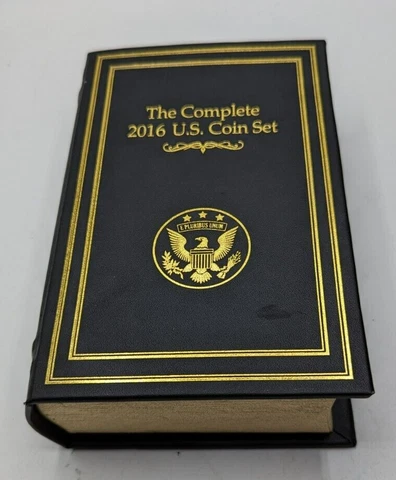 The Complete
2016 U.S. Coin Set
E PLURIBUS UNUM